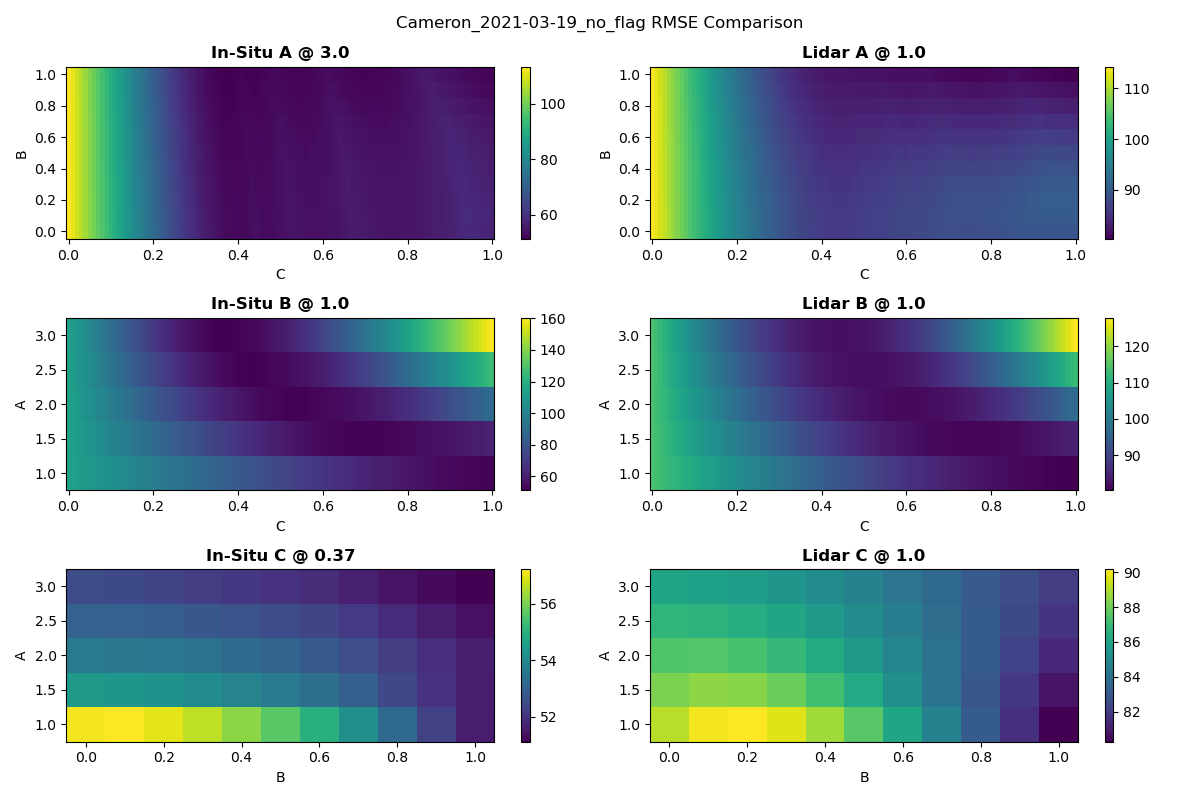 Cameron_2021-03-19_no_flag RMSE Comparison
In-Situ A @ 3.0
1.0
0.8
0.6
0.4
0.2
0.0
B
0.0 0.2 0.4 0.6 0.8 1.0
C
100
80
60
Lidar A @ 1.0
1.0
0.8
0.6
0.4
0.2
0.0
B
0.0 0.2 0.4 0.6 0.8 1.0
C
110
100
90
In-Situ B @ 1.0
3.0
2.5
2.0
1.5
1.0
A
0.0 0.2 0.4 0.6 0.8 1.0
C
160
140
120
100
80
60
Lidar B @ 1.0
3.0
2.5
2.0
1.5
1.0
A
0.0 0.2 0.4 0.6 0.8 1.0
C
120
110
100
90
In-Situ C @ 0.37
3.0
2.5
2.0
1.5
1.0
A
0.0 0.2 0.4 0.6 0.8 1.0
B
56
54
52
Lidar C @ 1.0
3.0
2.5
2.0
1.5
1.0
A
0.0 0.2 0.4 0.6 0.8 1.0
B
90
88
86
84
82